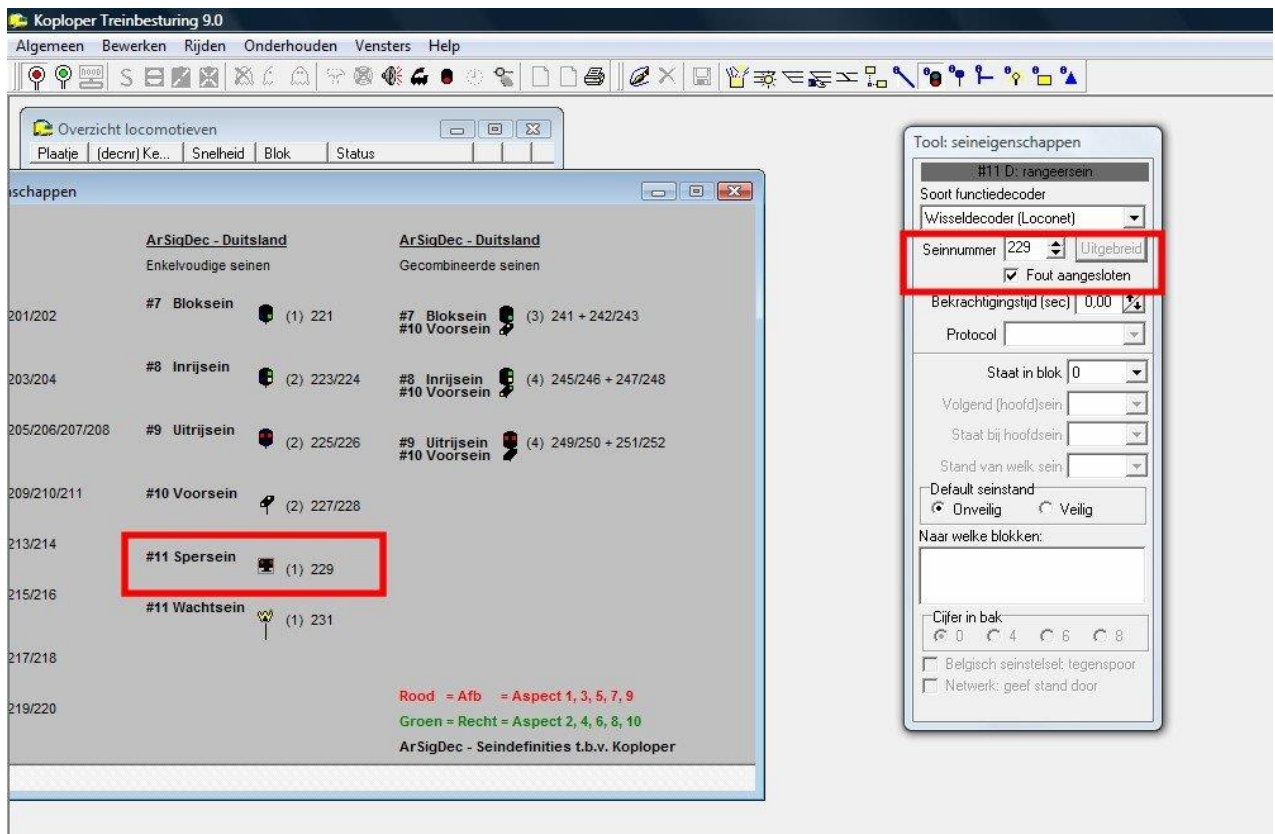 Koploper Treinbesturing 9.0
Algemeen Bewerken Rijden Onderhouden Vensters Help
Overzicht locomotieven
Plaatje (decnr) Ke... Snelheid Blok Status
nschappen
ArSigDec - Duitsland
Enkelvoudige seinen
ArSigDec - Duitsland
Gecombineerde seinen
201/202
#7 Bloksein (1) 221
#7 Bloksein (3) 241 + 242/243
#10 Voorsein
203/204
#8 Inrijsein (2) 223/224
#8 Inrijsein (4) 245/246 + 247/248
#10 Voorsein
205/206/207/208
#9 Uitrijsein (2) 225/226
#9 Uitrijsein (4) 249/250 + 251/252
#10 Voorsein
209/210/211
#10 Voorsein (2) 227/228
213/214
#11 Spersein (1) 229
215/216
#11 Wachtsein (1) 231
217/218
219/220
Rood = Afb = Aspect 1, 3, 5, 7, 9
Groen = Recht = Aspect 2, 4, 6, 8, 10
ArSigDec - Seindefinities t.b.v. Koploper
Tool: seineigenschappen
#11 D: rangeersein
Soort functiedecoder
Wisseldecoder (Loconet)
Seinnummer 229 Uitgebreid
Fout aangesloten
Bekrachtigingstijd (sec) 0,00
Protocol
Staat in blok 0
Volgend (hoofd)sein
Staat bij hoofdsein
Stand van welk sein
Default seinstand
Onveilig Veilig
Naar welke blokken:
Cijfer in bak
0 4 6 8
Belgisch seinstelsel: tegenspoor
Netwerk: geef stand door